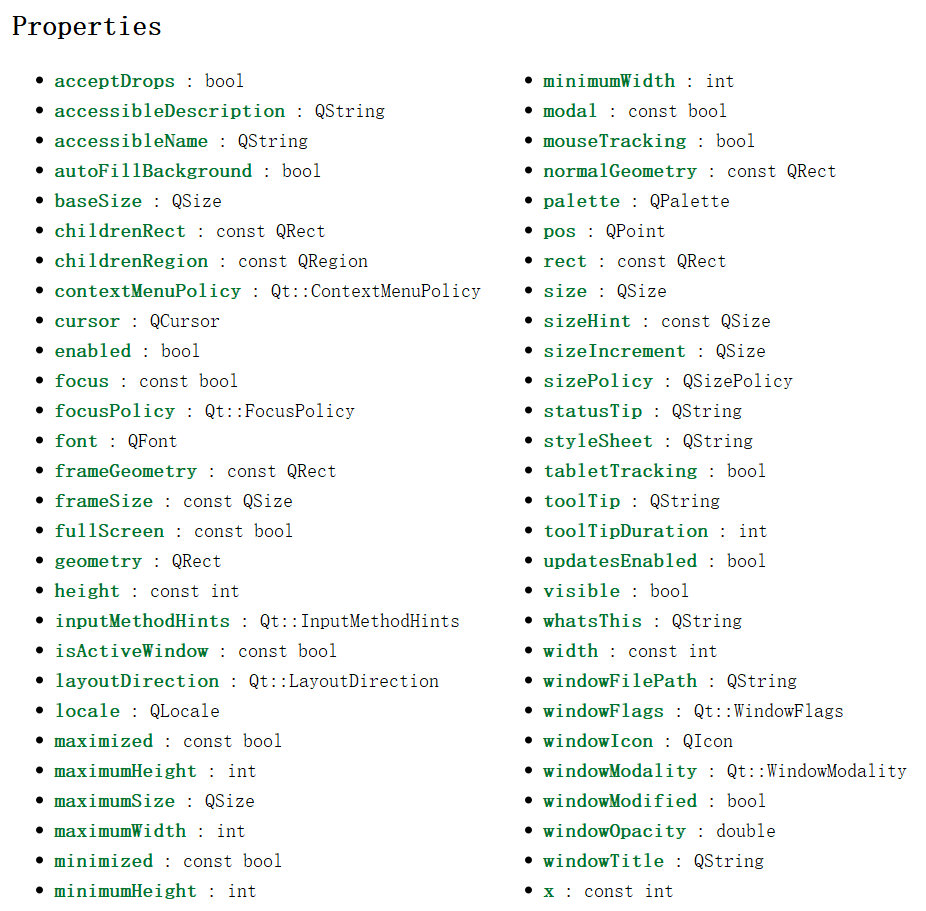 Properties
acceptDrops : bool
accessibleDescription : QString
accessibleName : QString
autoFillBackground : bool
baseSize : QSize
childrenRect : const QRect
childrenRegion : const QRegion
contextMenuPolicy : Qt::ContextMenuPolicy
cursor : QCursor
enabled : bool
focus : const bool
focusPolicy : Qt::FocusPolicy
font : QFont
frameGeometry : const QRect
frameSize : const QSize
fullScreen : const bool
geometry : QRect
height : const int
inputMethodHints : Qt::InputMethodHints
isActiveWindow : const bool
layoutDirection : Qt::LayoutDirection
locale : QLocale
maximized : const bool
maximumHeight : int
maximumSize : QSize
maximumWidth : int
minimized : const bool
minimumHeight : int
minimumWidth : int
modal : const bool
mouseTracking : bool
normalGeometry : const QRect
palette : QPalette
pos : QPoint
rect : const QRect
size : QSize
sizeHint : const QSize
sizeIncrement : QSize
sizePolicy : QSizePolicy
statusTip : QString
styleSheet : QString
tabletTracking : bool
toolTip : QString
toolTipDuration : int
updatesEnabled : bool
visible : bool
whatsThis : QString
width : const int
windowFilePath : QString
windowFlags : Qt::WindowFlags
windowIcon : QIcon
windowModality : Qt::WindowModality
windowModified : bool
windowOpacity : double
windowTitle : QString
x : const int